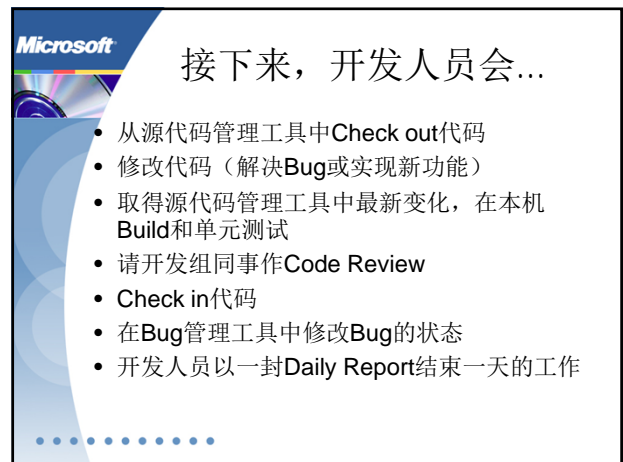 Microsoft
接下来，开发人员会...
• 从源代码管理工具中Check out代码
• 修改代码（解决Bug或实现新功能）
• 取得源代码管理工具中最新变化，在本机
Build和单元测试
• 请开发组同事作Code Review
• Check in代码
• 在Bug管理工具中修改Bug的状态
• 开发人员以一封Daily Report结束一天的工作